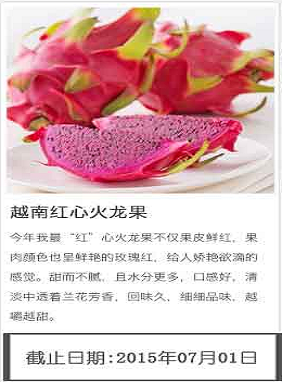 越南红心火龙果
今年我最“红”心火龙果不仅果皮鲜红，果
肉颜色也呈鲜艳的玫瑰红，给人娇艳欲滴的
感觉。甜而不腻，且水分更多，口感好，清
淡中透着兰花芳香，回味久，细细品味，越
嚼越甜。
截止日期:2015年07月01日